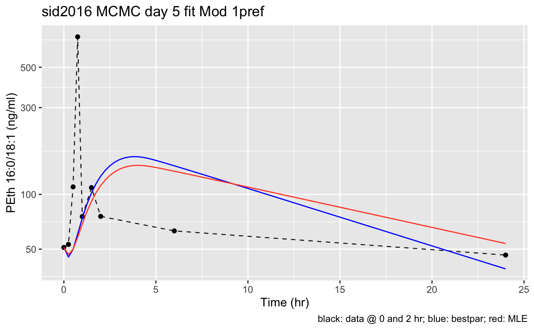 sid2016 MCMC day 5 fit Mod 1pref
PEth 16:0/18:1 (ng/ml)
500
300
100
50
0
5
10
15
20
25
Time (hr)
black: data @ 0 and 2 hr; blue: bestpar; red: MLE